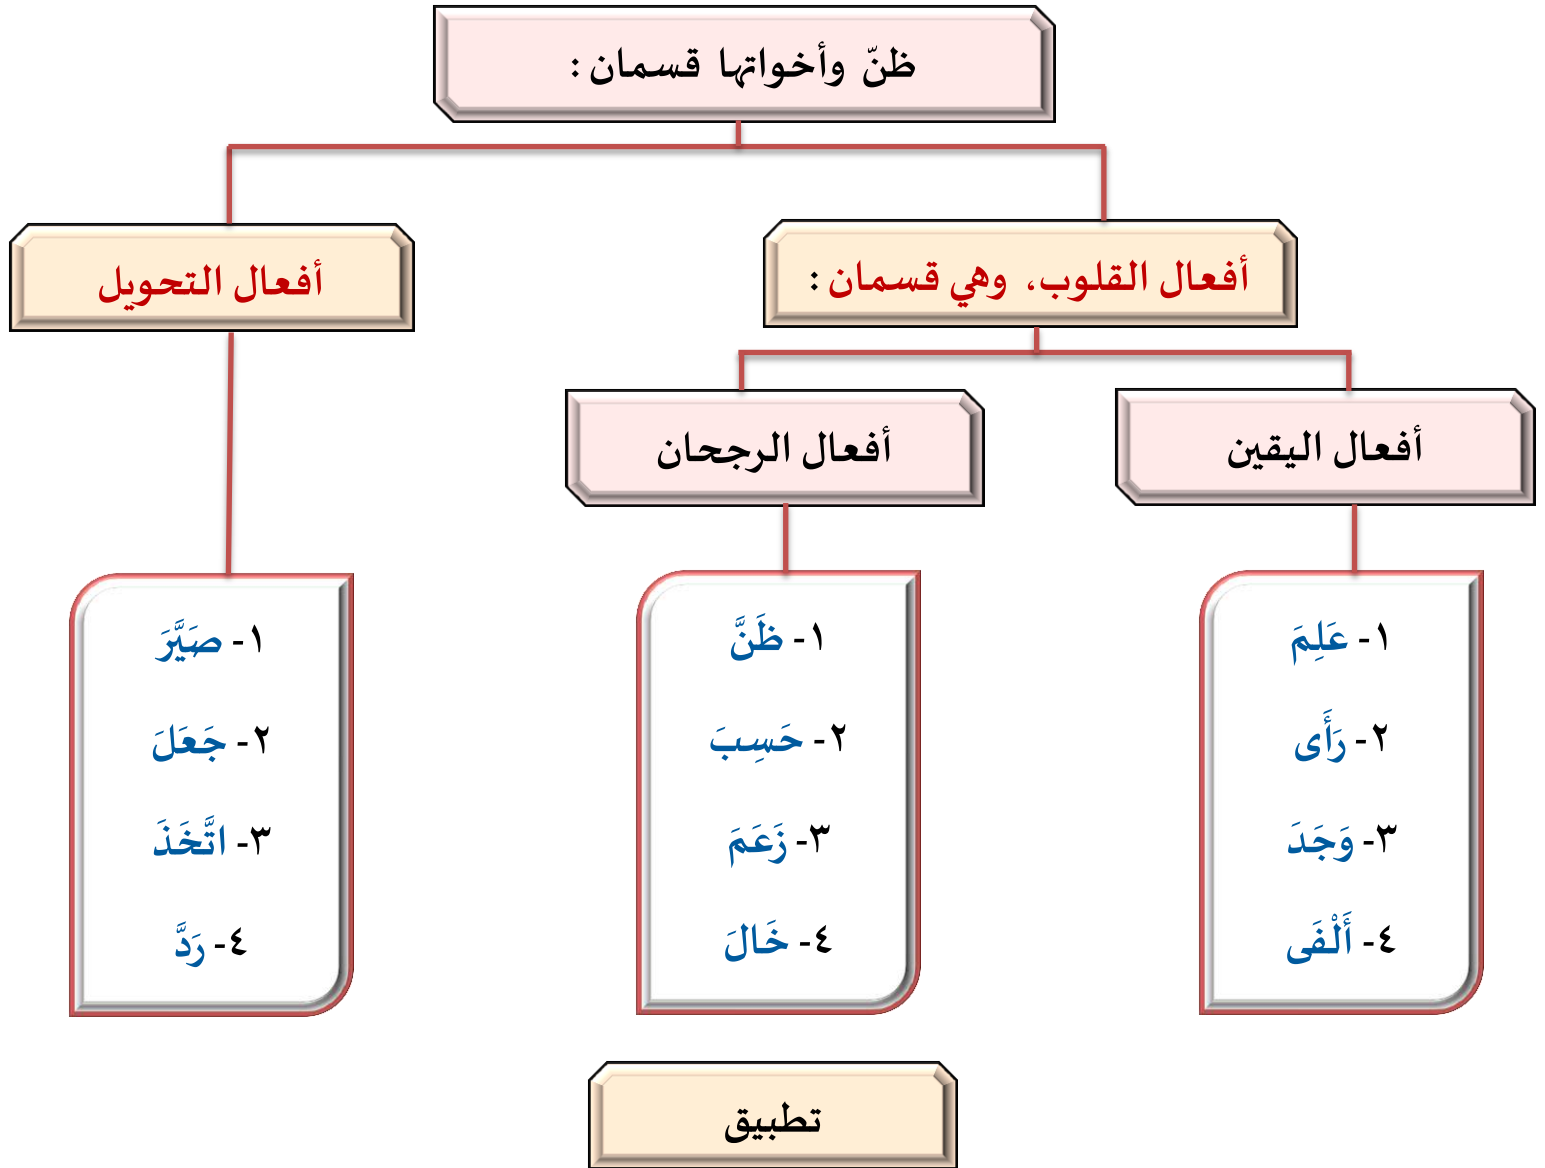 ظنّ وأخواتها قسمان :
أفعال القلوب، وهي قسمان :
أفعال التحويل
أفعال اليقين
أفعال الرجحان
١- عَلِمَ
٢- رَأَى
٣- وَجَدَ
٤- أَلْفَى
١- ظَنَّ
٢- حَسِبَ
٣- زَعَمَ
٤- خَالَ
١- صَيَّرَ
٢- جَعَلَ
٣- اتَّخَذَ
٤- رَدَّ
تطبيق